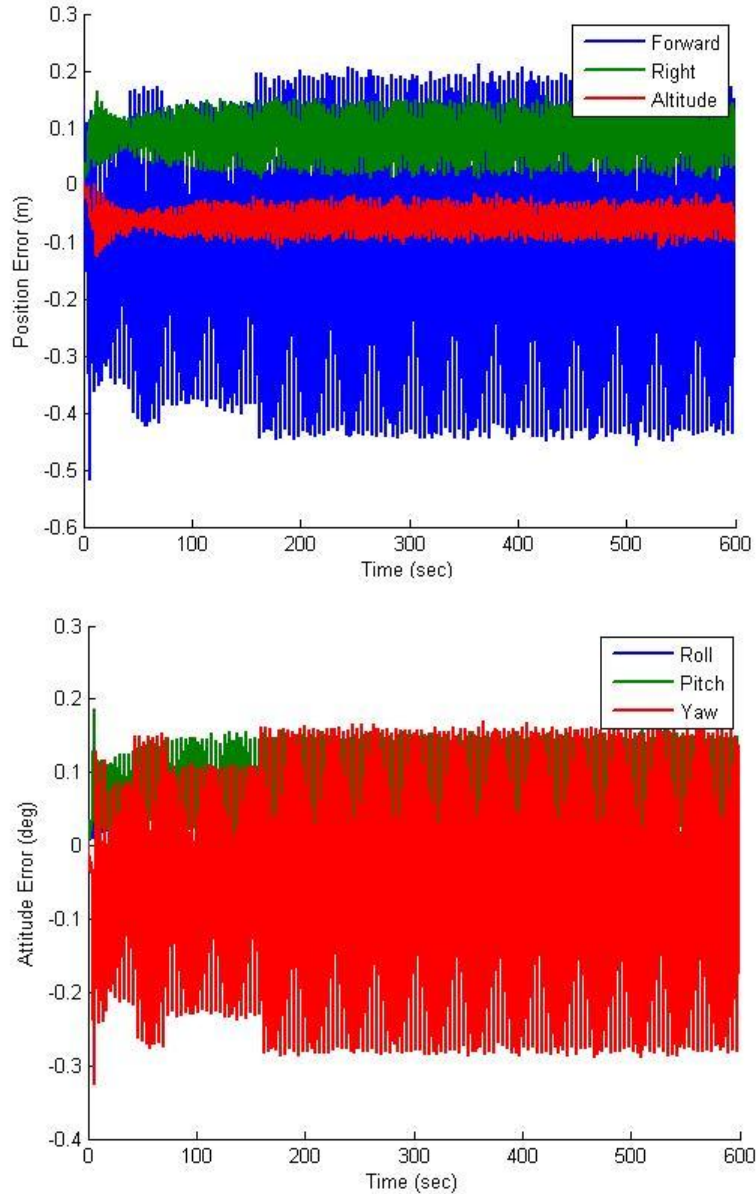 0.3
0.2
0.1
0
-0.1
-0.2
-0.3
-0.4
-0.5
-0.6
Position Error (m)
Forward
Right
Altitude
0 100 200 300 400 500 600
Time (sec)
0.3
0.2
0.1
0
-0.1
-0.2
-0.3
-0.4
Attitude Error (deg)
Roll
Pitch
Yaw
0 100 200 300 400 500 600
Time (sec)